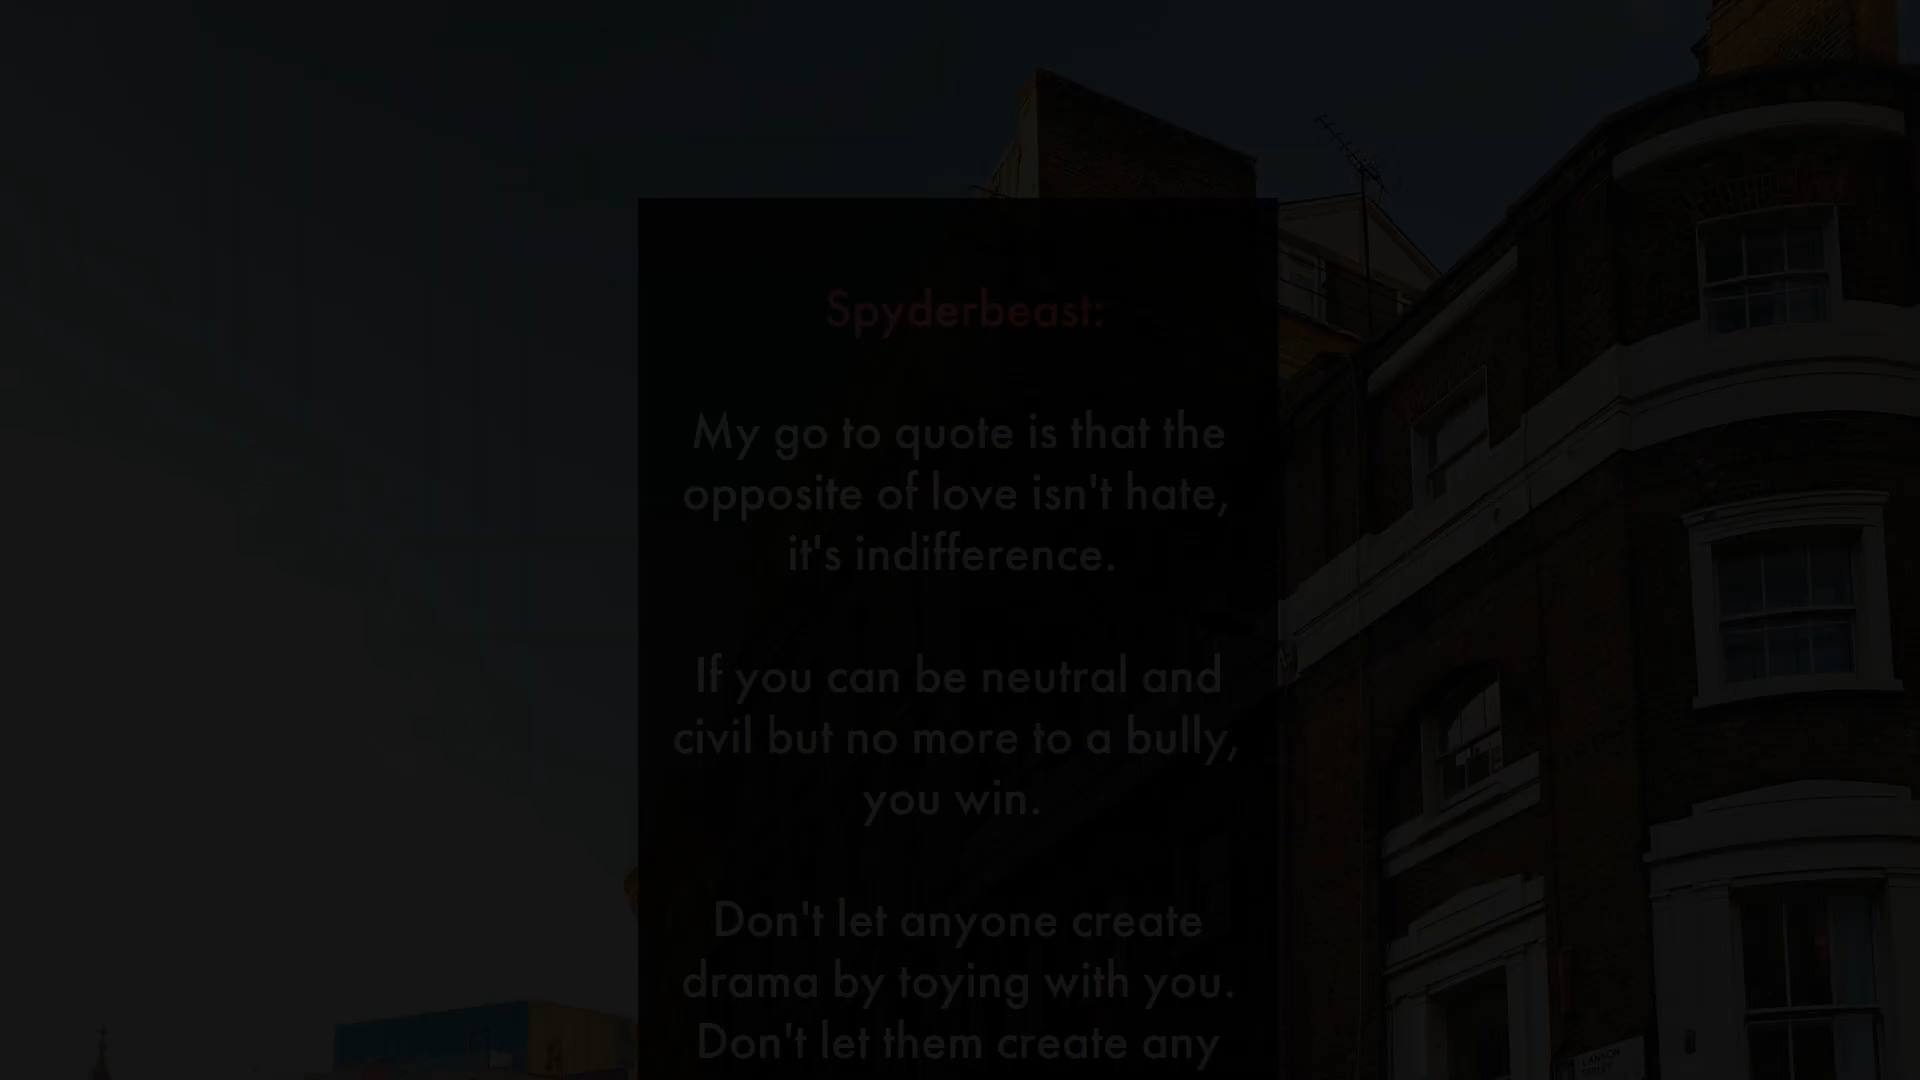 Spyderbeast:
My go to quote is that the
opposite of love isn't hate,
it's indifference.
If you can be neutral and
civil but no more to a bully,
you win.
Don't let anyone create
drama by toying with you.
Don't let them create any